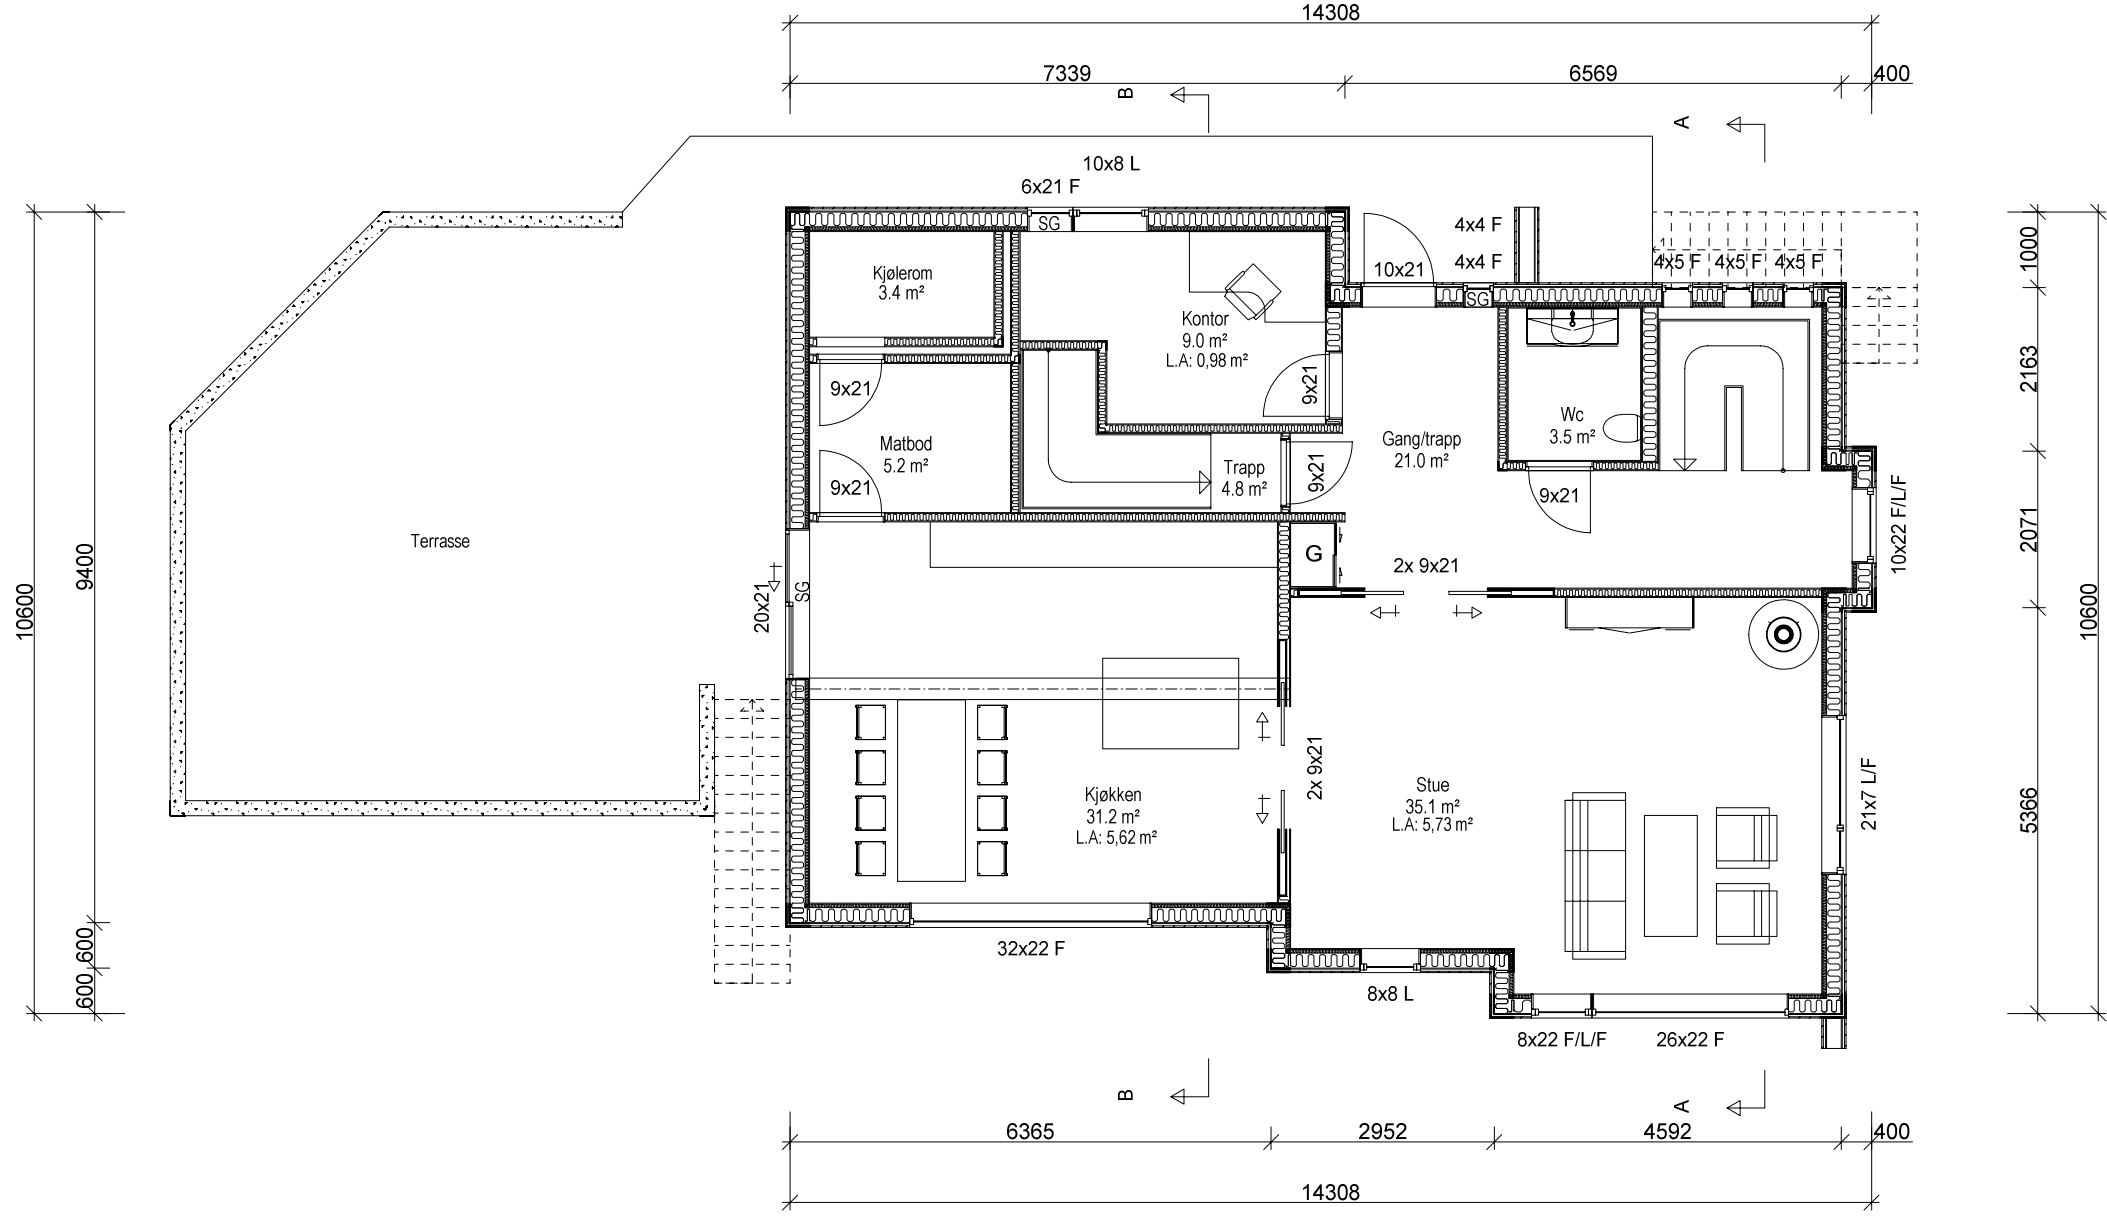 14308
7339
6569
400
B
A
10x8 L
6x21 F
SG
4x4 F
4x4 F
10x21
SG
4x5 F
4x5 F
4x5 F
1000
Kjølerom
3.4 m²
Kontor
9.0 m²
L.A: 0,98 m²
9x21
9x21
2163
Matbod
5.2 m²
9x21
Trapp
4.8 m²
9x21
Gang/trapp
21.0 m²
Wc
3.5 m²
9x21
10x22 F/L/F
2071
Terrasse
10600
9400
20x21
SG
G
2x 9x21
10600
2x 9x21
Kjøkken
31.2 m²
L.A: 5,62 m²
Stue
35.1 m²
L.A: 5,73 m²
21x7 L/F
5366
600
600
32x22 F
8x8 L
8x22 F/L/F
26x22 F
B
A
6365
2952
4592
400
14308